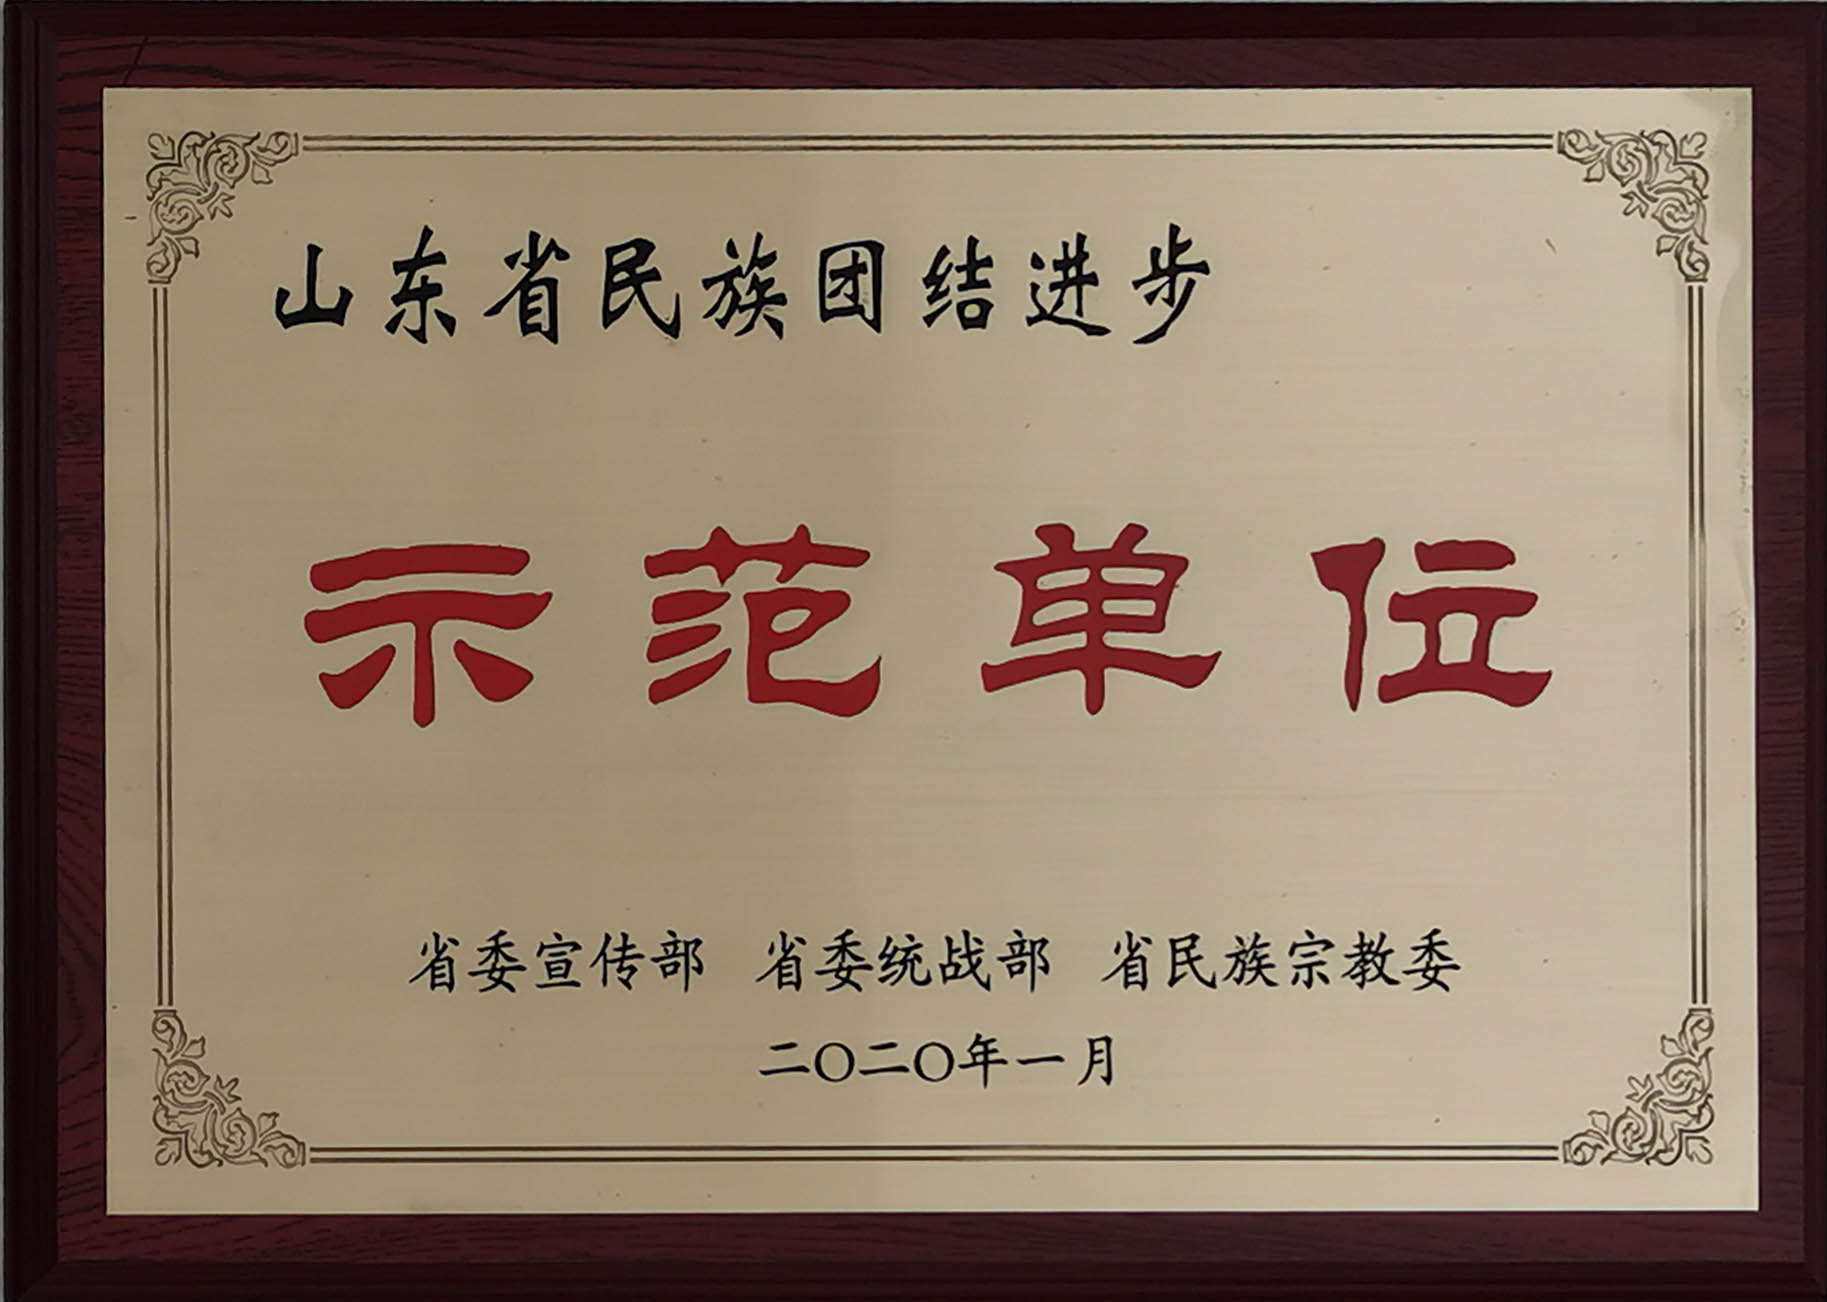 山东省民族团结进步
示范单位
省委宣传部 省委统战部 省民族宗教委
二〇二〇年一月